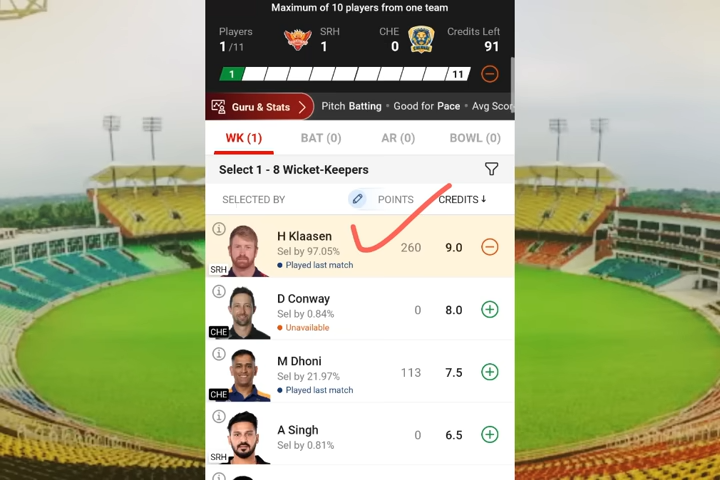 Maximum of 10 players from one team
Players SRH CHE Credits Left
1/11 1 0 91
1 11
Guru & Stats Pitch Batting • Good for Pace • Avg Scor
WK (1) BAT (0) AR (0) BOWL (0)
Select 1 - 8 Wicket-Keepers
SELECTED BY POINTS CREDITS↓
H Klaasen
Sel by 97.05% 260 9.0
SRH • Played last match
D Conway
Sel by 0.84% 0 8.0
CHE • Unavailable
M Dhoni
Sel by 21.97% 113 7.5
CHE • Played last match
A Singh
Sel by 0.81% 0 6.5
SRH